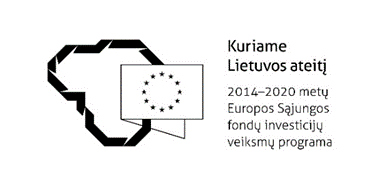 Kuriame
Lietuvos ateitį
2014–2020 metų
Europos Sąjungos
fondų investicijų
veiksmų programa